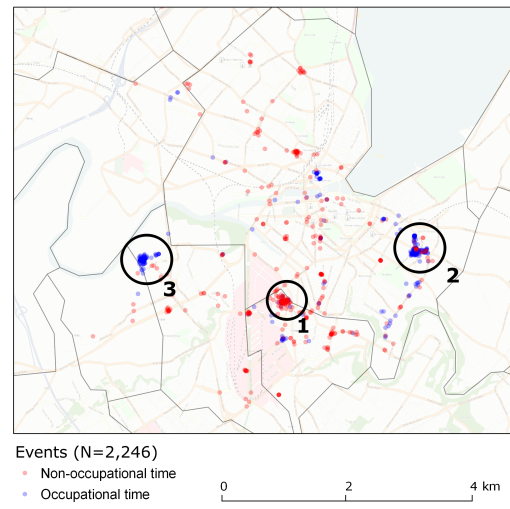 2
3
1
Events (N=2,246)
Non-occupational time
Occupational time
0 2 4 km